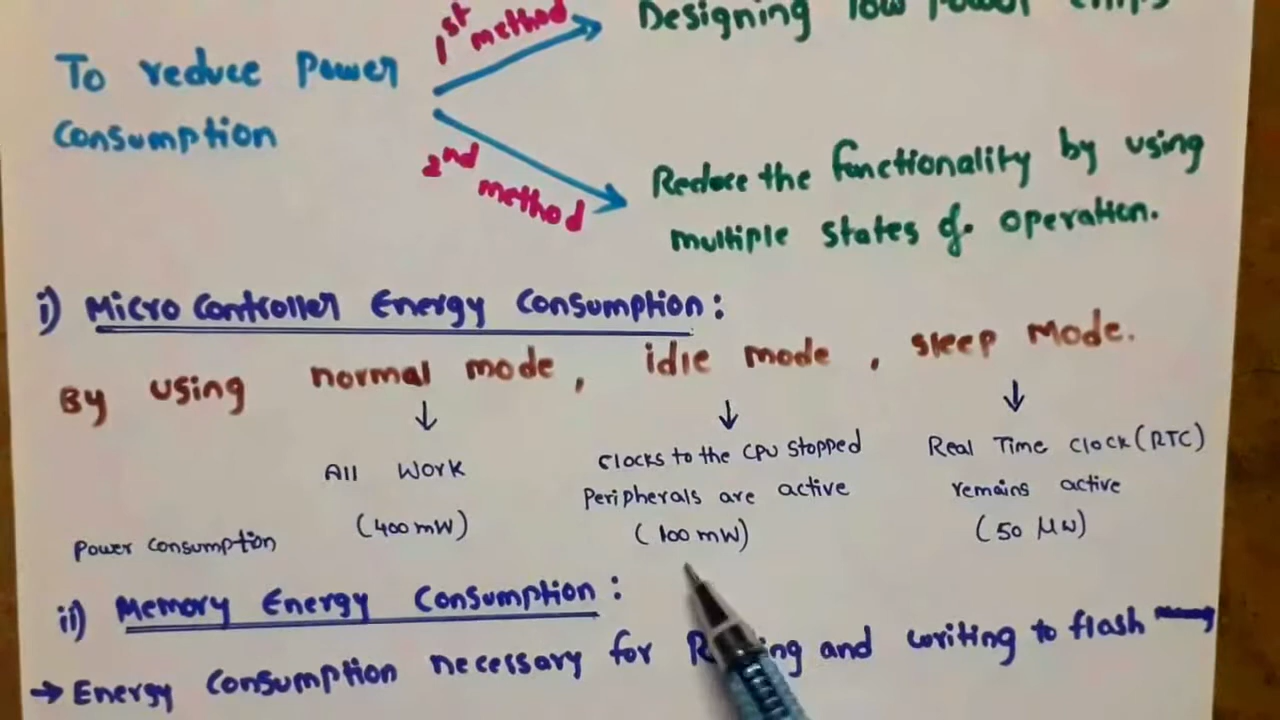 Designing low power chips
1st method
To reduce power
Consumption
2nd method
Reduce the functionality by using
multiple states of operation.
i) Micro Controller Energy Consumption:
By using normal mode, idle mode, sleep mode.
All work
(400 mW)
Clocks to the CPU stopped
Peripherals are active
(100 mW)
Real Time Clock (RTC)
remains active
(50 μW)
Power consumption
ii) Memory Energy Consumption:
→ Energy Consumption necessary for and writing to flash